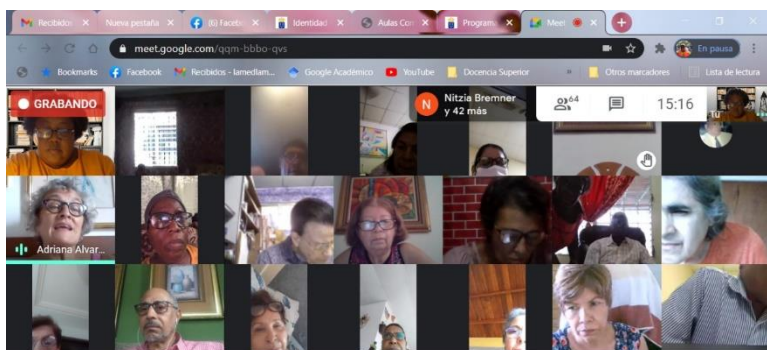 Recibidos
Nueva pestaña
(6) Faceb
Identidad
Aulas Con
Program
Meet
meet.google.com/qqm-bbbo-qvs
En pausa
Bookmarks
Facebook
Recibidos - lamedlam...
Google Académico
YouTube
Docencia Superior
Otros marcadores
Lista de lectura
GRABANDO
N
Nitzia Bremner
y 42 más
64
15:16
Tú
Adriana Alvar...